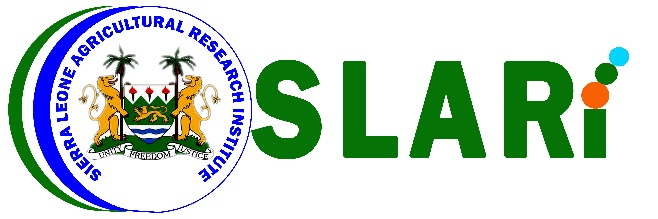 SIERRA LEONE AGRICULTURAL RESEARCH INSTITUTE
UNITY FREEDOM JUSTICE
SLARi